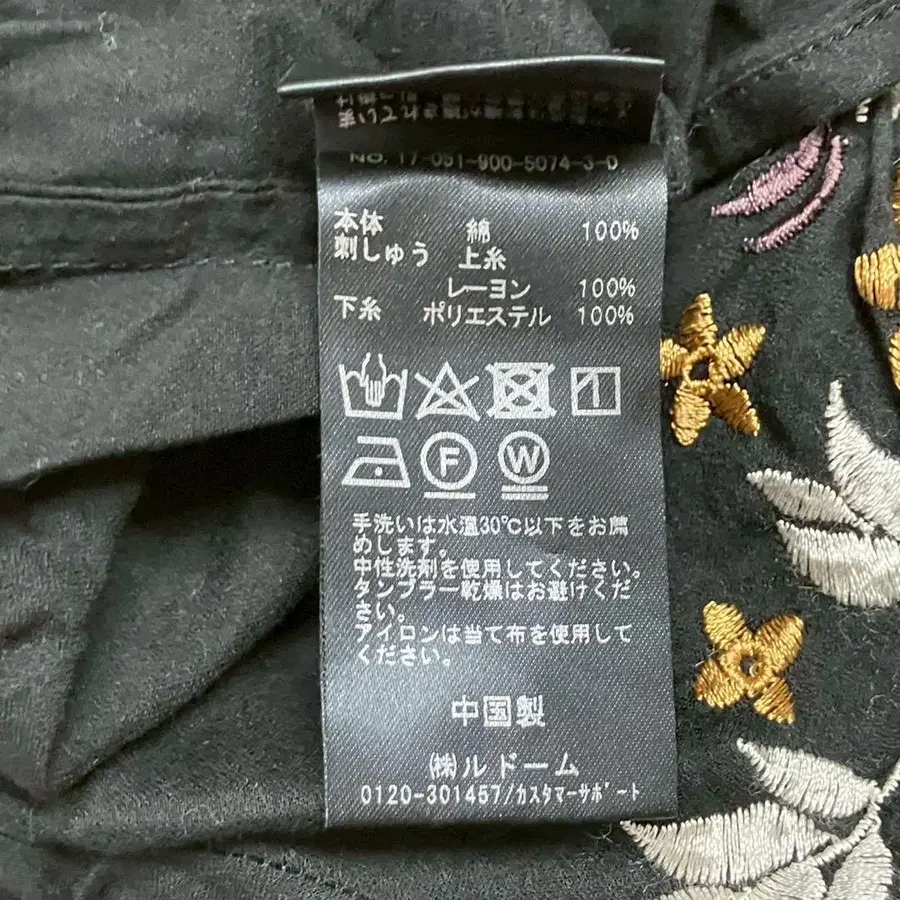 NO. 17-051-900-5074-3-0
本体 綿 100%
刺しゅう 上糸
レーヨン 100%
下糸 ポリエステル 100%
F W
手洗いは水温30℃以下をお薦
めします。
中性洗剤を使用してください。
タンブラー乾燥はお避けくだ
さい。
アイロンは当て布を使用して
ください。
中国製
(株)ルドーム
0120-301457/カスタマーサポート